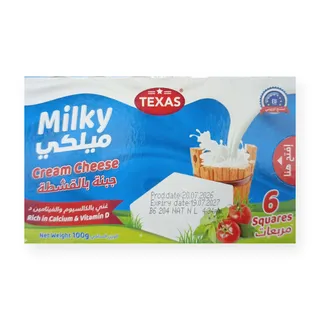 TEXAS
Milky
ميلكي
Cream Cheese
جبنة بالقشطة
غني بالكالسيوم والفيتامين د
Rich in Calcium & Vitamin D
Net Weight 100g
Prod date: 20.07.2026
Expire date: 19.07.2027
إفتح هنا
6
Squares
مربعات